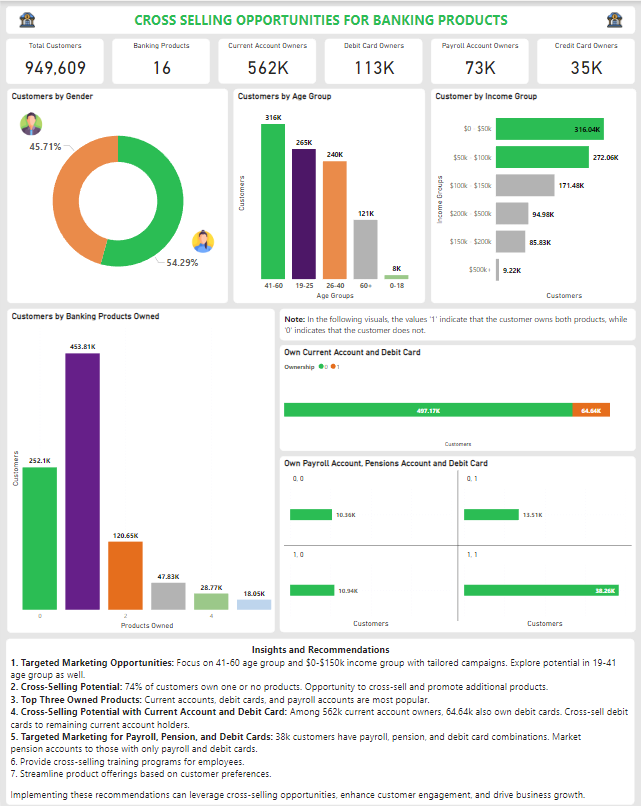 CROSS SELLING OPPORTUNITIES FOR BANKING PRODUCTS
Total Customers
949,609
Banking Products
16
Current Account Owners
562K
Debit Card Owners
113K
Payroll Account Owners
73K
Credit Card Owners
35K
Customers by Gender
45.71%
54.29%
Customers by Age Group
Customers
316K
265K
240K
121K
8K
41-60
19-25
26-40
60+
0-18
Age Groups
Customer by Income Group
Income Groups
$0 - $50k
316.04K
$50k - $100k
272.06K
$100k - $150k
171.48K
$200k - $500k
94.98K
$150k - $200k
85.83K
$500k+
9.22K
Customers
Customers by Banking Products Owned
Customers
252.1K
453.81K
120.65K
47.83K
28.77K
18.05K
0
2
4
Products Owned
Note: In the following visuals, the values '1' indicate that the customer owns both products, while
'0' indicates that the customer does not.
Own Current Account and Debit Card
Ownership 0 1
497.17K
64.64K
Customers
Own Payroll Account, Pensions Account and Debit Card
0, 0
10.36K
0, 1
13.51K
1, 0
10.94K
1, 1
38.26K
Customers
Customers
Insights and Recommendations
1. Targeted Marketing Opportunities: Focus on 41-60 age group and $0-$150k income group with tailored campaigns. Explore potential in 19-41
age group as well.
2. Cross-Selling Potential: 74% of customers own one or no products. Opportunity to cross-sell and promote additional products.
3. Top Three Owned Products: Current accounts, debit cards, and payroll accounts are most popular.
4. Cross-Selling Potential with Current Account and Debit Card: Among 562k current account owners, 64.64k also own debit cards. Cross-sell debit
cards to remaining current account holders.
5. Targeted Marketing for Payroll, Pension, and Debit Cards: 38k customers have payroll, pension, and debit card combinations. Market
pension accounts to those with only payroll and debit cards.
6. Provide cross-selling training programs for employees.
7. Streamline product offerings based on customer preferences.
Implementing these recommendations can leverage cross-selling opportunities, enhance customer engagement, and drive business growth.